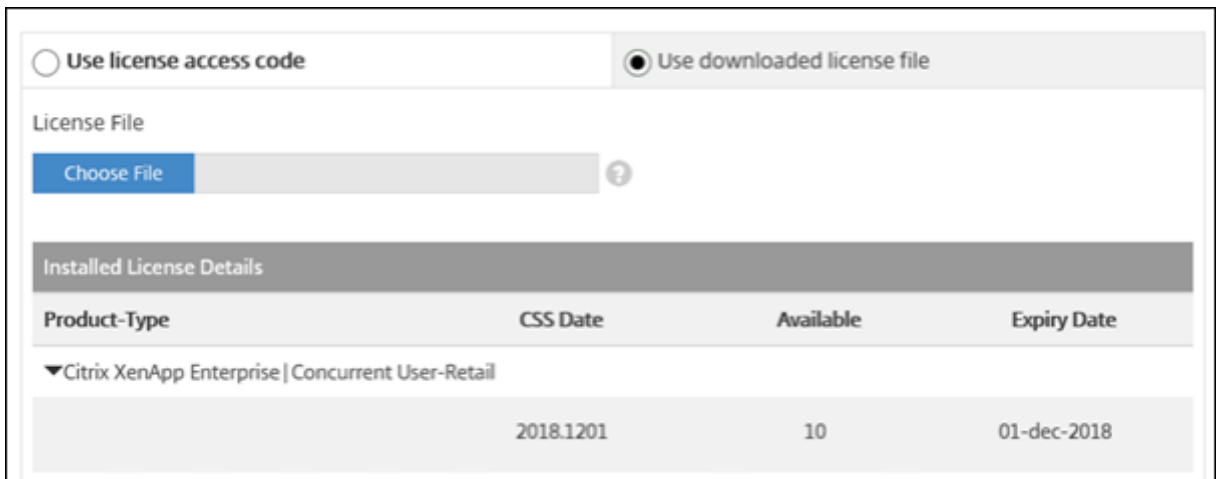 Use license access code Use downloaded license file
License File
Choose File ?
Installed License Details
Product-Type CSS Date Available Expiry Date
Citrix XenApp Enterprise|Concurrent User-Retail
2018.1201 10 01-dec-2018